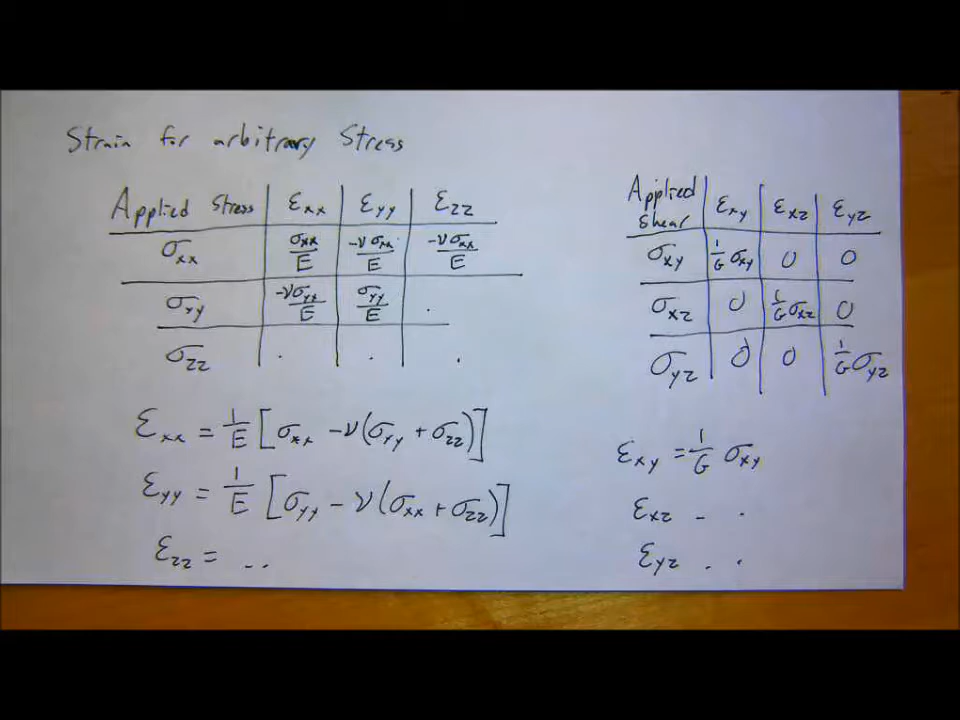 Strain for arbitrary Stress
Applied Stress | εxx | εyy | εzz
σxx | σxx/E | -νσxx/E | -νσxx/E
σyy | -νσyy/E | σyy/E | .
σzz | . | . | .
εxx = 1/E [σxx - ν(σyy + σzz)]
εyy = 1/E [σyy - ν(σxx + σzz)]
εzz = - ..
Applied shear | εxy | εxz | εyz
σxy | 1/G σxy | 0 | 0
σxz | 0 | 1/G σxz | 0
σyz | 0 | 0 | 1/G σyz
εxy = 1/G σxy
εxz - .
εyz . .